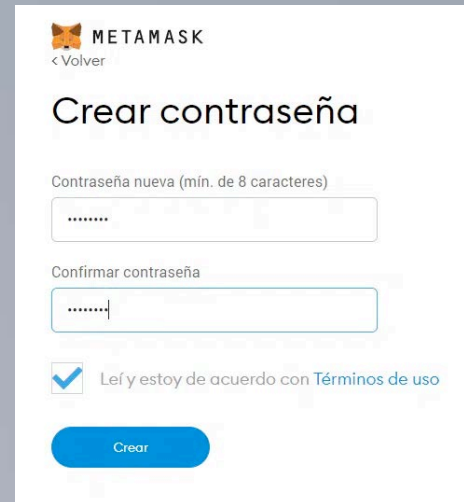 METAMASK
< Volver
Crear contraseña
Contraseña nueva (mín. de 8 caracteres)
••••••••
Confirmar contraseña
••••••••
Leí y estoy de acuerdo con Términos de uso
Crear